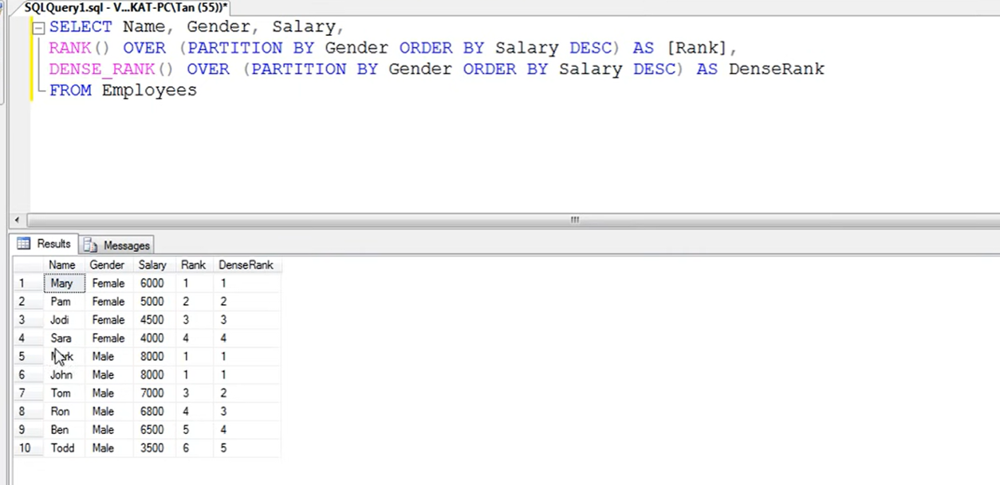 SQLQuery1.sql - V...KAT-PC\Tan (55))*
SELECT Name, Gender, Salary,
RANK() OVER (PARTITION BY Gender ORDER BY Salary DESC) AS [Rank],
DENSE_RANK() OVER (PARTITION BY Gender ORDER BY Salary DESC) AS DenseRank
FROM Employees
Results Messages
Name Gender Salary Rank DenseRank
1 Mary Female 6000 1 1
2 Pam Female 5000 2 2
3 Jodi Female 4500 3 3
4 Sara Female 4000 4 4
5 Mark Male 8000 1 1
6 John Male 8000 1 1
7 Tom Male 7000 3 2
8 Ron Male 6800 4 3
9 Ben Male 6500 5 4
10 Todd Male 3500 6 5